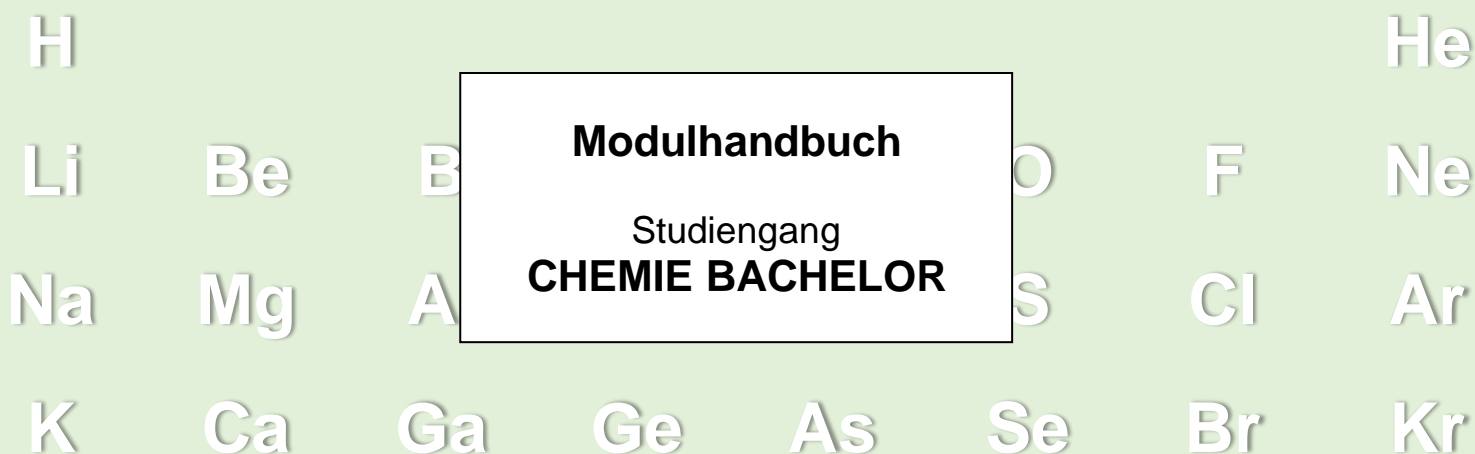 H He
Modulhandbuch
Li Be B O F Ne
Studiengang
CHEMIE BACHELOR
Na Mg A S Cl Ar
K Ca Ga Ge As Se Br Kr